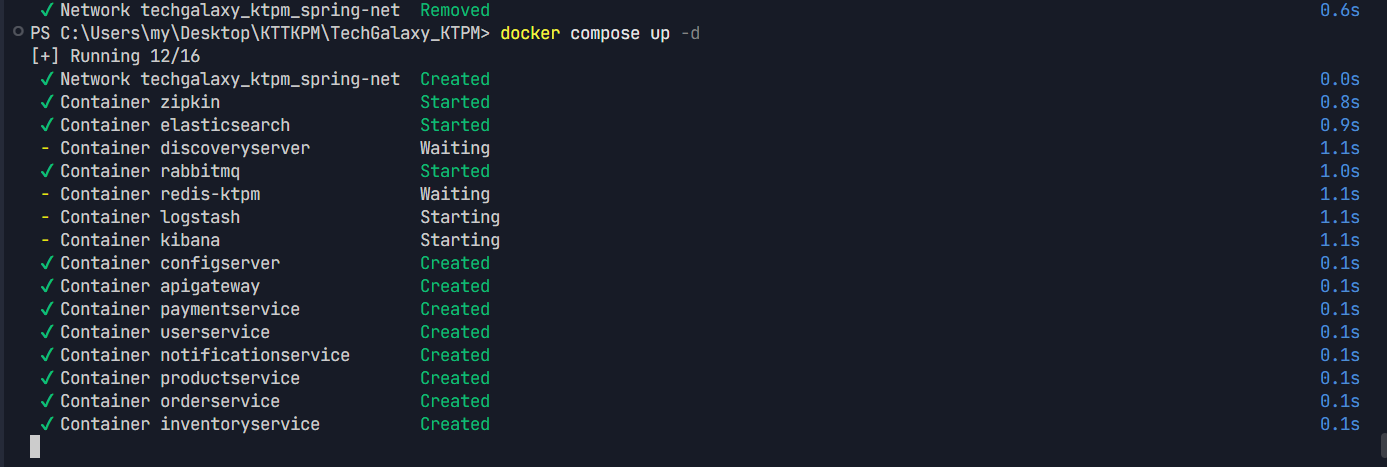 ✔ Network techgalaxy_ktpm_spring-net Removed 0.6s
PS C:\Users\my\Desktop\KTTKPM\TechGalaxy_KTPM> docker compose up -d
[+] Running 12/16
✔ Network techgalaxy_ktpm_spring-net Created 0.0s
✔ Container zipkin Started 0.8s
✔ Container elasticsearch Started 0.9s
- Container discoveryserver Waiting 1.1s
✔ Container rabbitmq Started 1.0s
- Container redis-ktpm Waiting 1.1s
- Container logstash Starting 1.1s
- Container kibana Starting 1.1s
✔ Container configserver Created 0.1s
✔ Container apigateway Created 0.1s
✔ Container paymentservice Created 0.1s
✔ Container userservice Created 0.1s
✔ Container notificationservice Created 0.1s
✔ Container productservice Created 0.1s
✔ Container orderservice Created 0.1s
✔ Container inventoryservice Created 0.1s